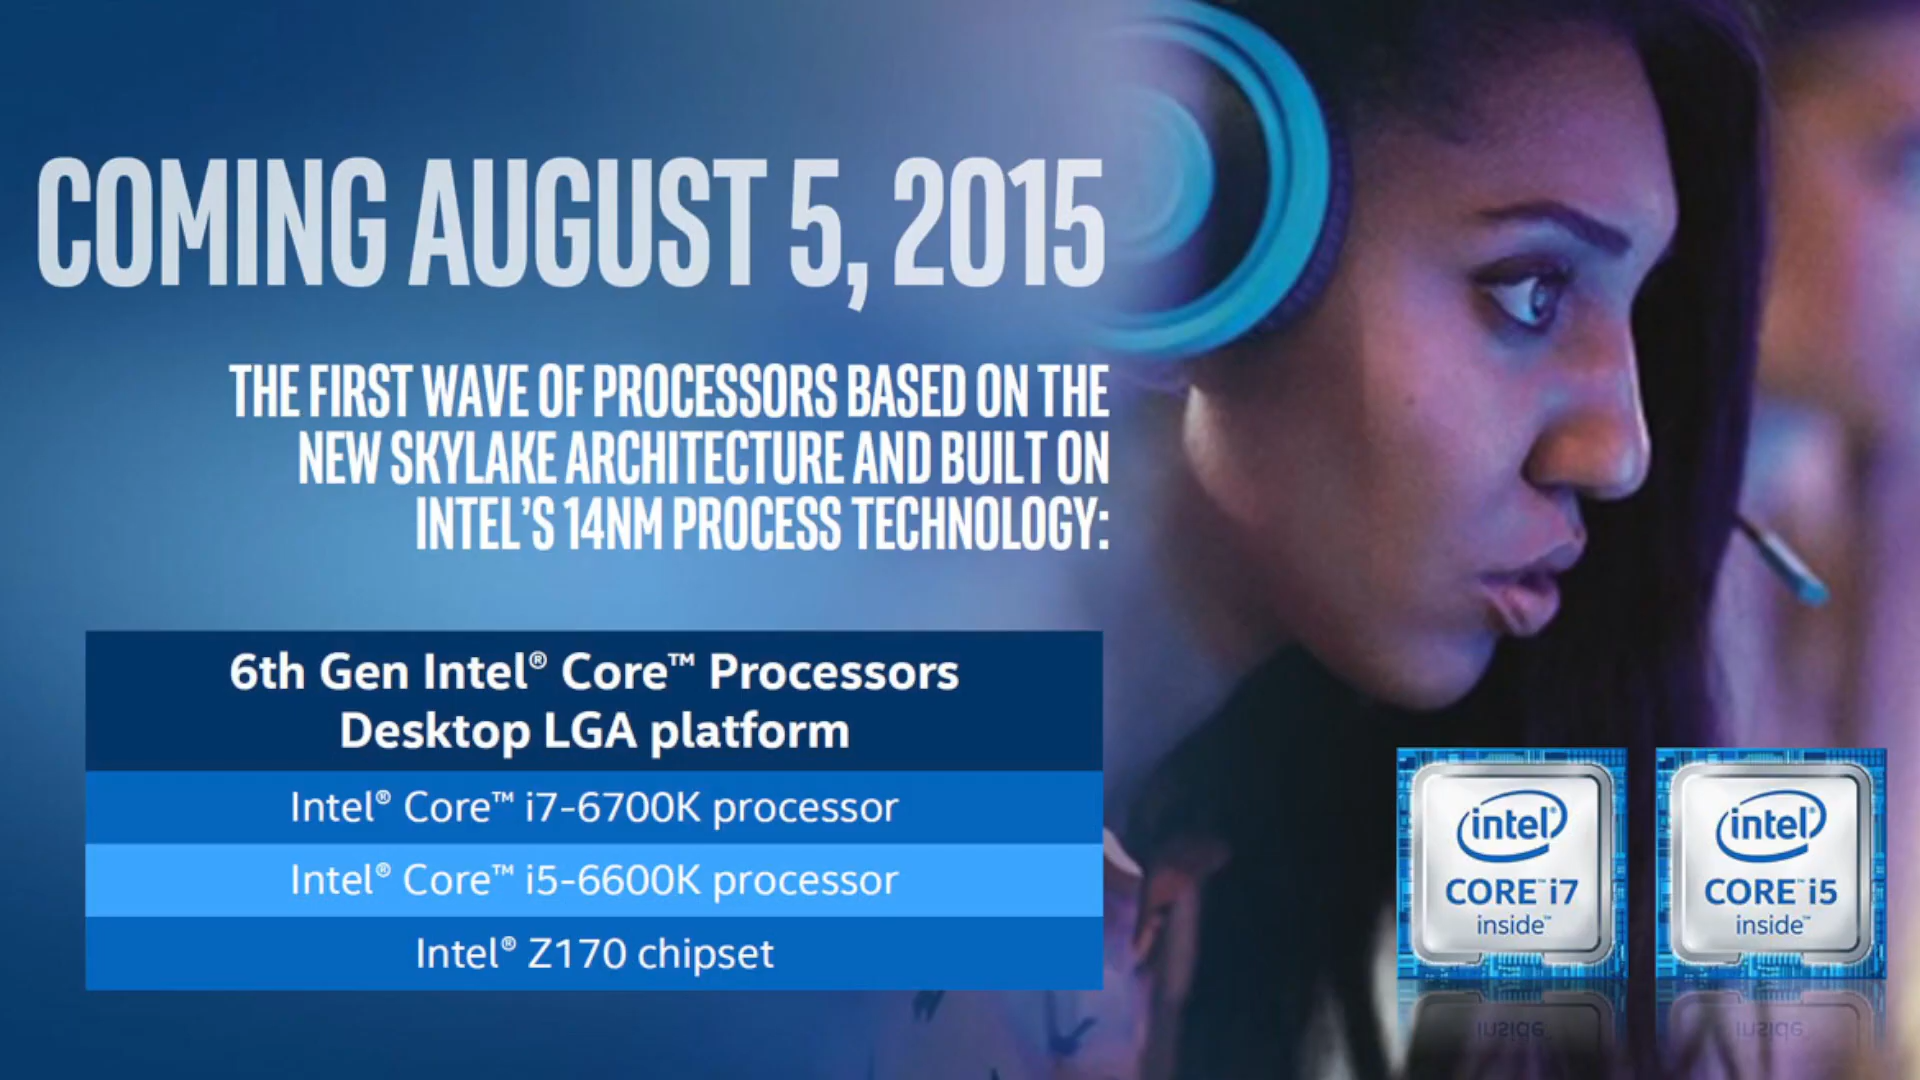 COMING AUGUST 5, 2015
THE FIRST WAVE OF PROCESSORS BASED ON THE
NEW SKYLAKE ARCHITECTURE AND BUILT ON
INTEL'S 14NM PROCESS TECHNOLOGY:
6th Gen Intel® Core™ Processors
Desktop LGA platform
Intel® Core™ i7-6700K processor
Intel® Core™ i5-6600K processor
Intel® Z170 chipset
intel®
CORE™ i7
inside™
intel®
CORE™ i5
inside™